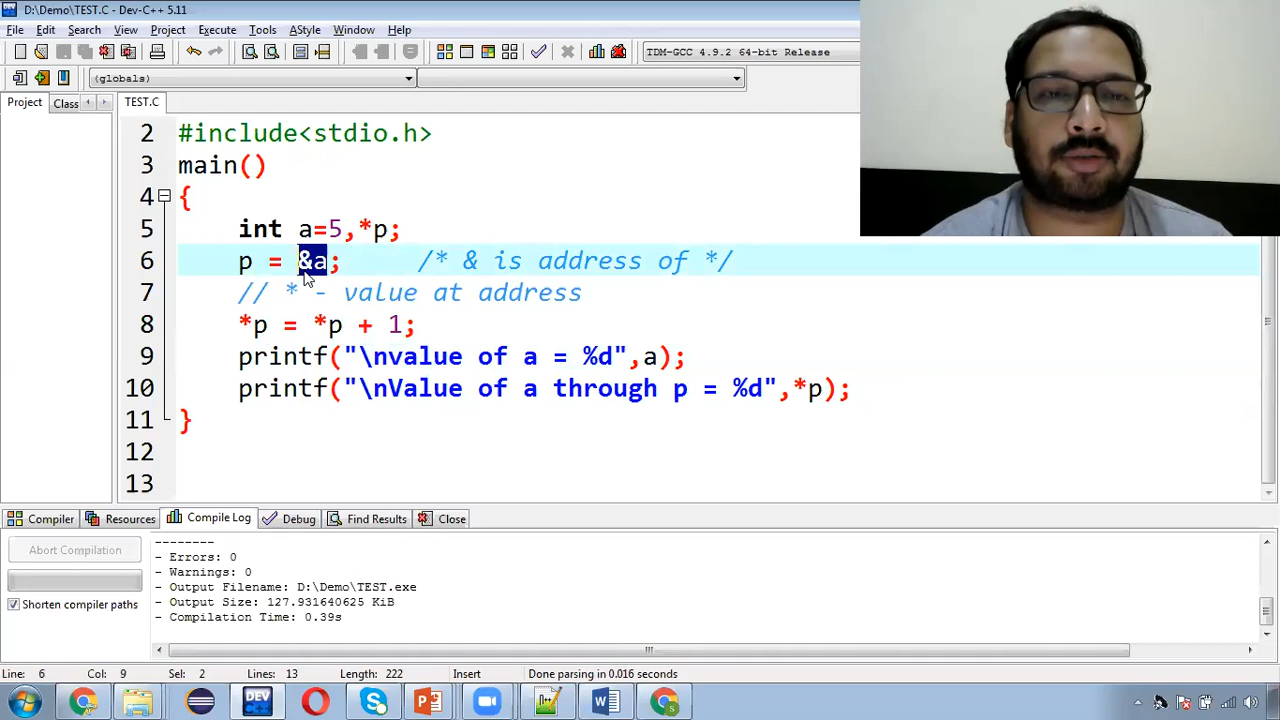 D:\Demo\TEST.C - Dev-C++ 5.11
File Edit Search View Project Execute Tools AStyle Window Help
TDM-GCC 4.9.2 64-bit Release
(globals)
Project Class TEST.C
2 #include<stdio.h>
3 main()
4 {
5 int a=5,*p;
6 p = &a; /* & is address of */
7 // * - value at address
8 *p = *p + 1;
9 printf("\nvalue of a = %d",a);
10 printf("\nValue of a through p = %d",*p);
11 }
12
13
Compiler Resources Compile Log Debug Find Results Close
Abort Compilation
Shorten compiler paths
--------
- Errors: 0
- Warnings: 0
- Output Filename: D:\Demo\TEST.exe
- Output Size: 127.931640625 KiB
- Compilation Time: 0.39s
Line: 6 Col: 9 Sel: 2 Lines: 13 Length: 222 Insert Done parsing in 0.016 seconds
DEV C++